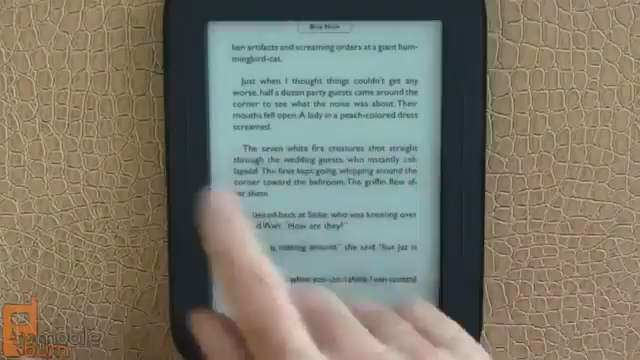 Buy Now
ken artifacts and screaming orders at a giant hum-
mingbird-cat.
Just when I thought things couldn't get any
worse, half a dozen party guests came around the
corner to see what the noise was about. Their
mouths fell open. A lady in a peach-colored dress
screamed.
The seven white fire creatures shot straight
through the wedding guests, who instantly col-
lapsed. The fires kept going, whipping around the
corner toward the ballroom. The griffin flew af-
ter them.
back at Sadie, who was kneeling over
"How are they?"
around," she said "but Jaz is
mobile